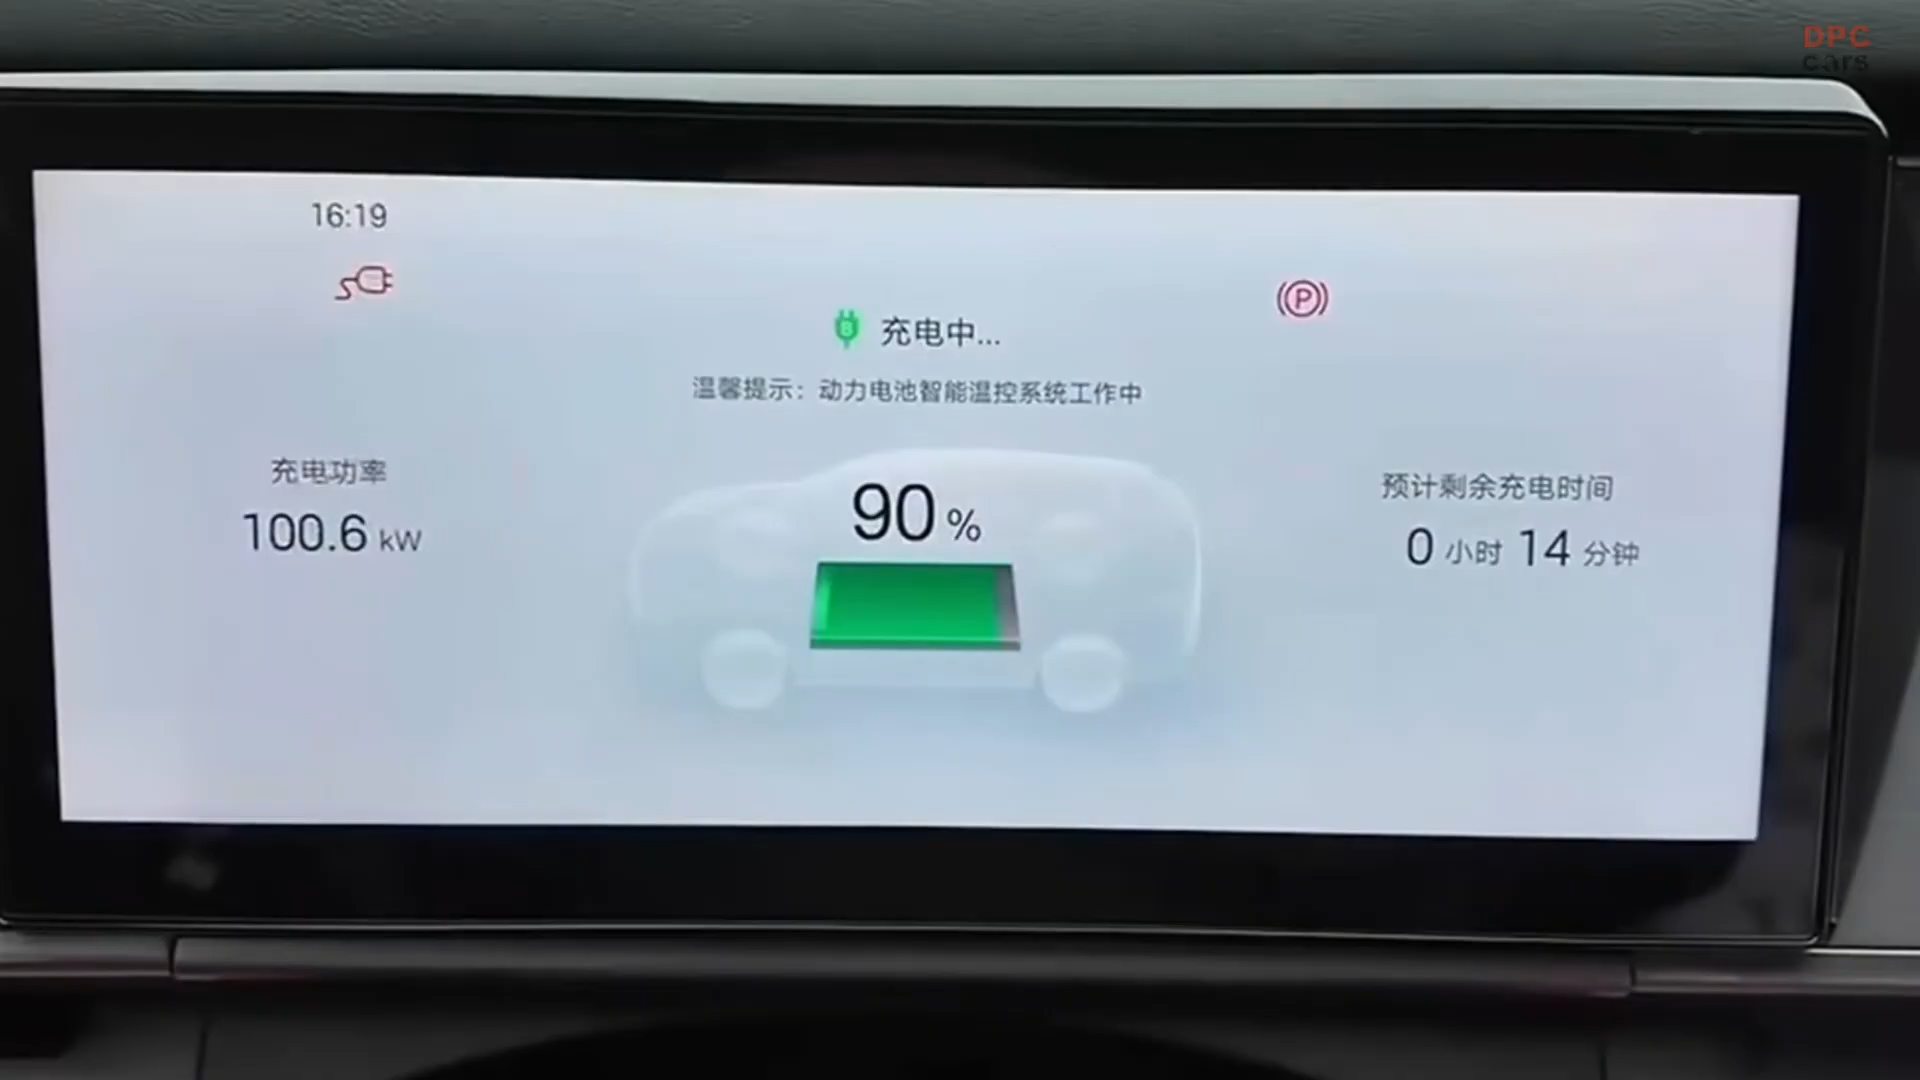 DPC
cars
16:19
P
B 充电中...
温馨提示：动力电池智能温控系统工作中
充电功率
100.6 kW
90 %
预计剩余充电时间
0 小时 14 分钟